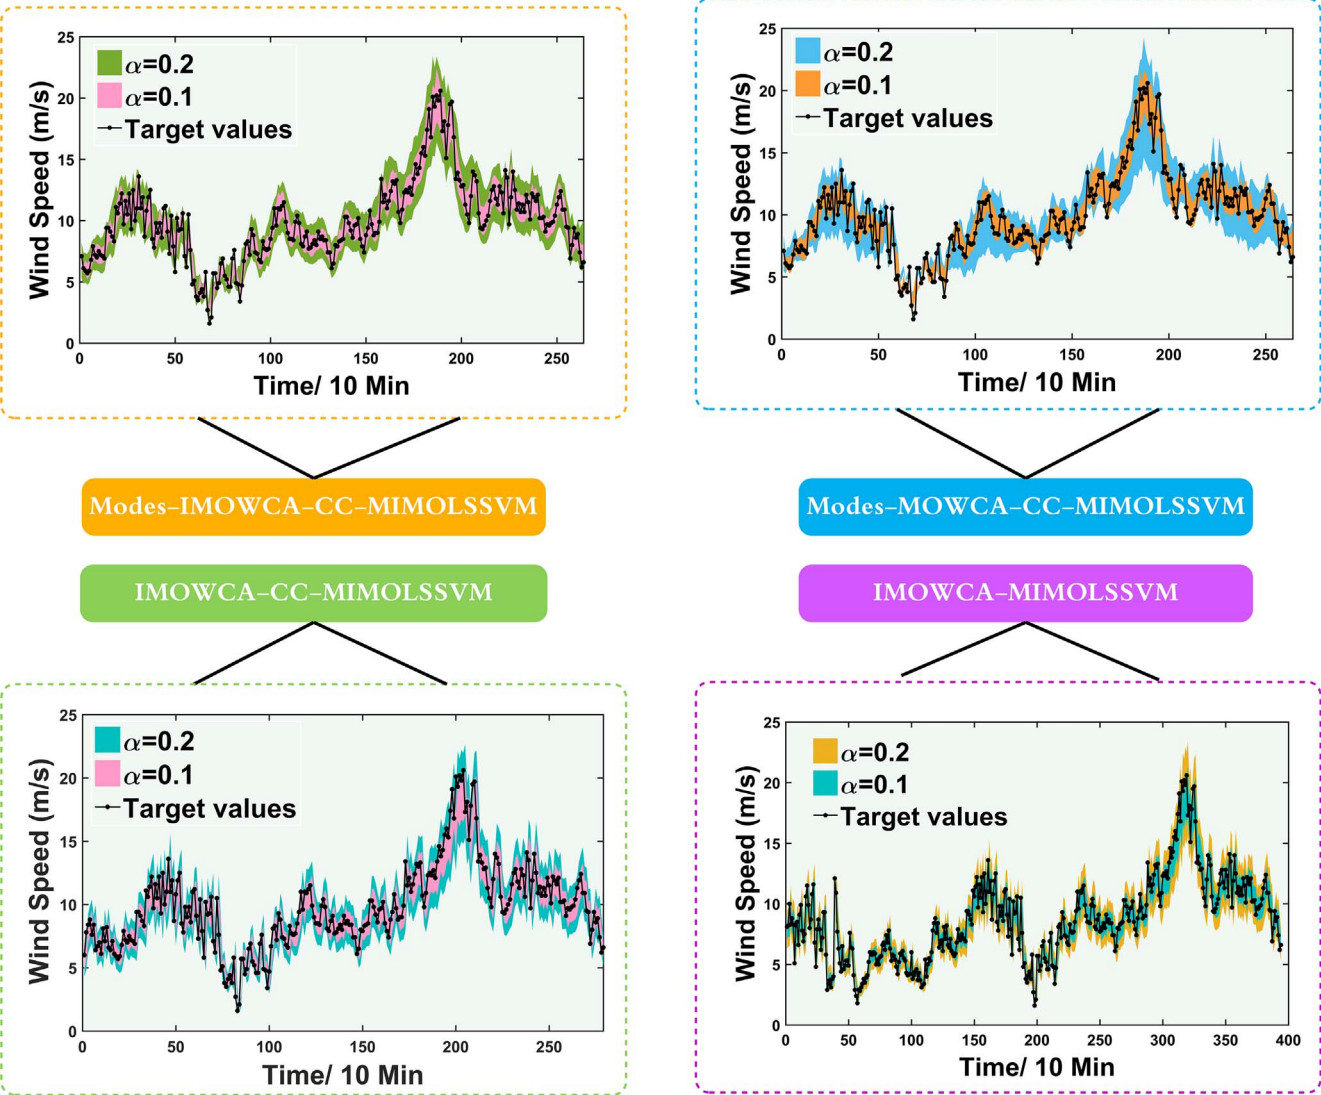 25
20
15
10
5
0
0 50 100 150 200 250
Wind Speed (m/s)
α=0.2
α=0.1
Target values
Time/ 10 Min
25
20
15
10
5
0
0 50 100 150 200 250
Wind Speed (m/s)
α=0.2
α=0.1
Target values
Time/ 10 Min
Modes–IMOWCA–CC–MIMOLSSVM
Modes–MOWCA–CC–MIMOLSSVM
IMOWCA–CC–MIMOLSSVM
IMOWCA–MIMOLSSVM
25
20
15
10
5
0
0 50 100 150 200 250
Wind Speed (m/s)
α=0.2
α=0.1
Target values
Time/ 10 Min
25
20
15
10
5
0
0 50 100 150 200 250 300 350 400
Wind Speed (m/s)
α=0.2
α=0.1
Target values
Time/ 10 Min